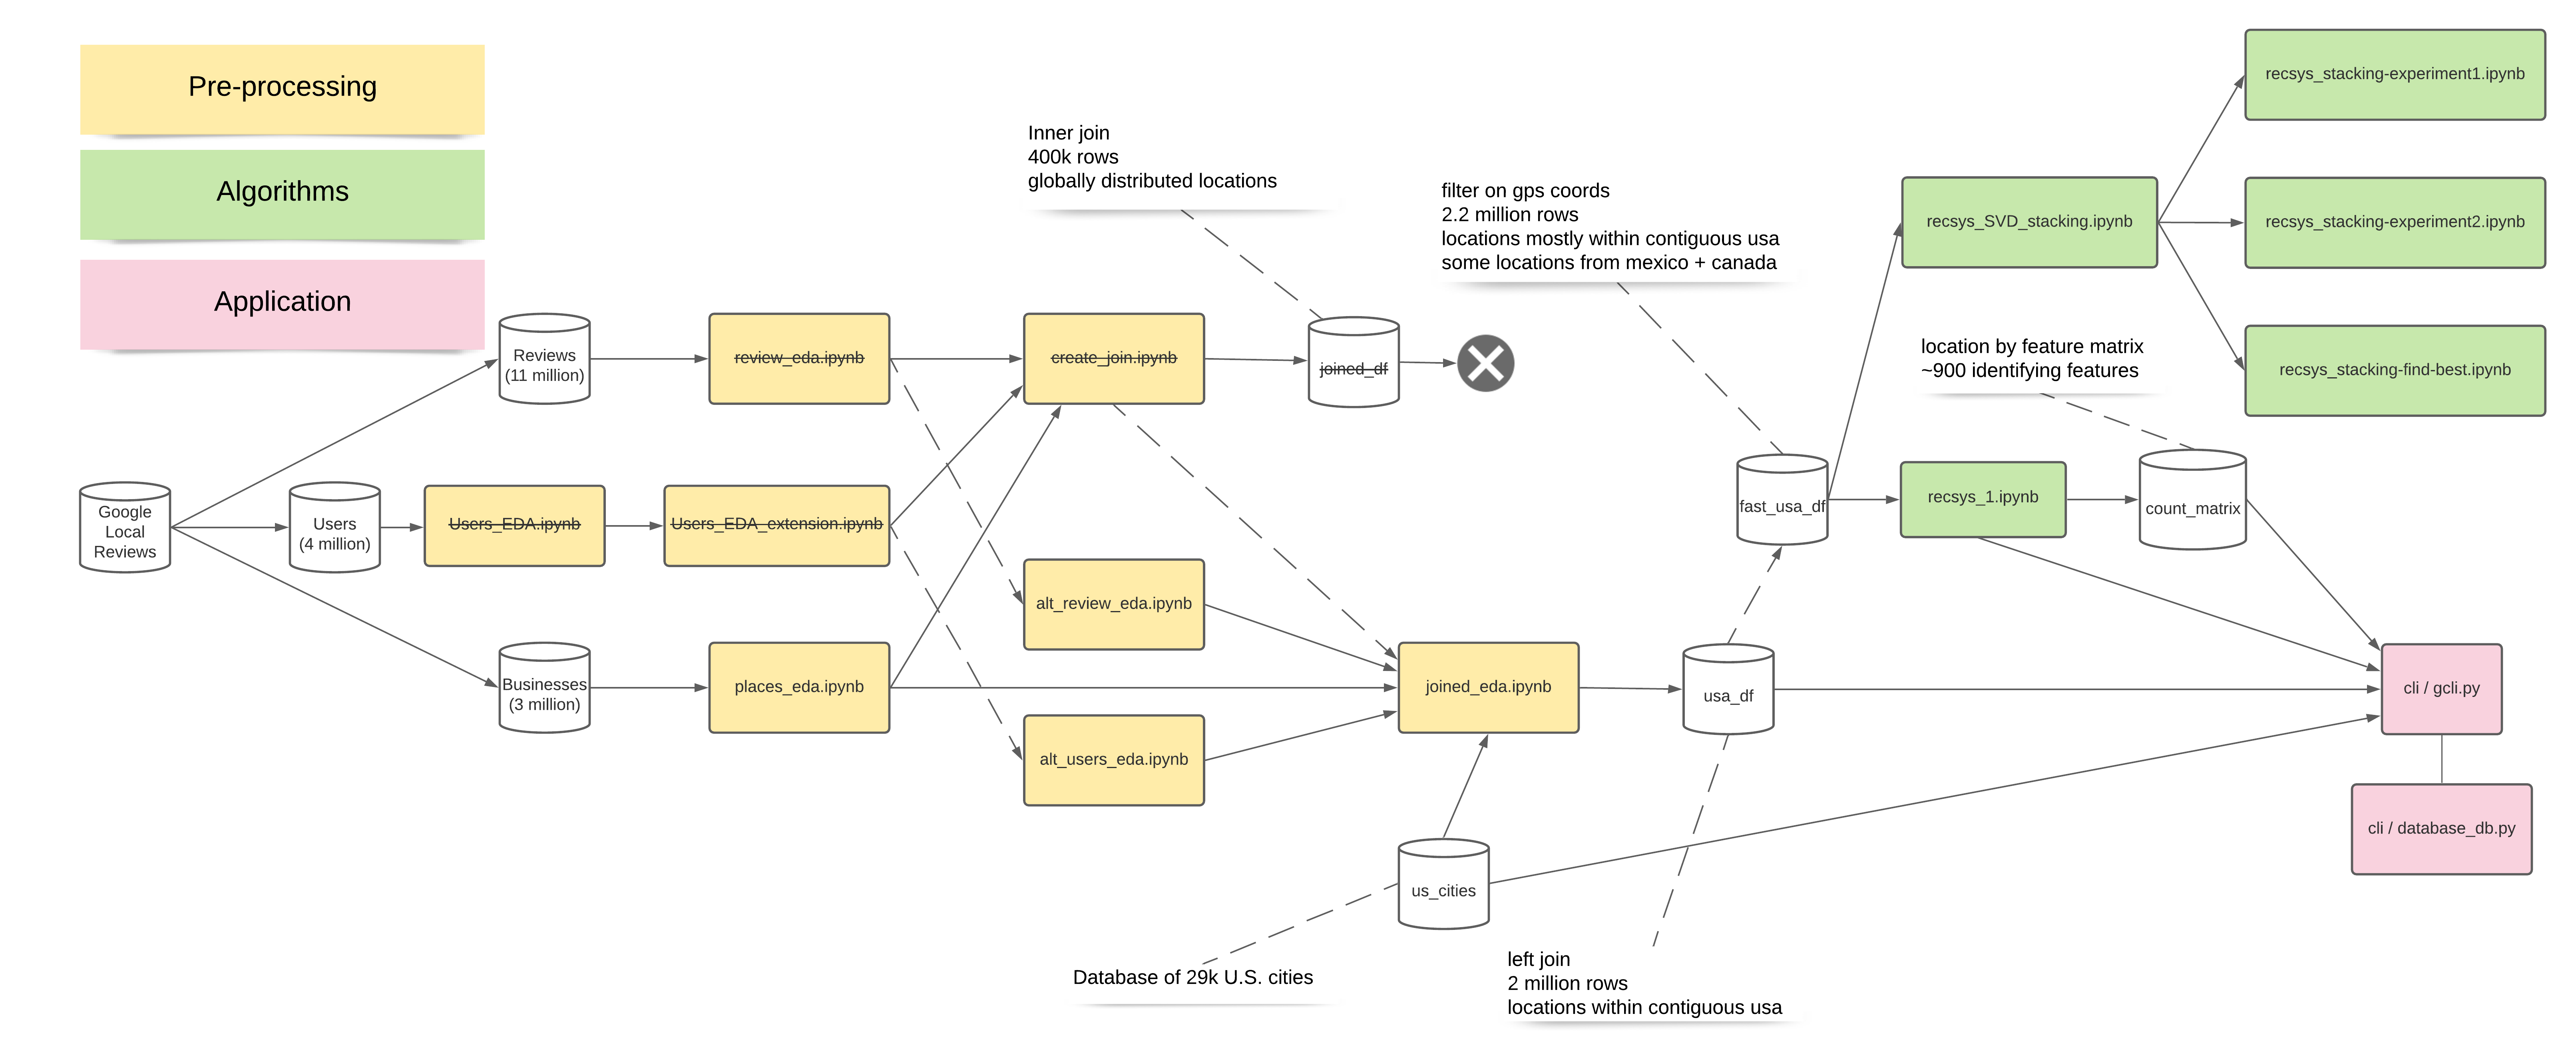 Pre-processing
Algorithms
Application
Google
Local
Reviews
Reviews
(11 million)
Users
(4 million)
Businesses
(3 million)
review_eda.ipynb
Users_EDA.ipynb
Users_EDA_extension.ipynb
places_eda.ipynb
Inner join
400k rows
globally distributed locations
create_join.ipynb
joined_df
alt_review_eda.ipynb
alt_users_eda.ipynb
joined_eda.ipynb
us_cities
Database of 29k U.S. cities
filter on gps coords
2.2 million rows
locations mostly within contiguous usa
some locations from mexico + canada
fast_usa_df
usa_df
left join
2 million rows
locations within contiguous usa
recsys_SVD_stacking.ipynb
recsys_stacking-experiment1.ipynb
recsys_stacking-experiment2.ipynb
recsys_stacking-find-best.ipynb
location by feature matrix
~900 identifying features
recsys_1.ipynb
count_matrix
cli / gcli.py
cli / database_db.py